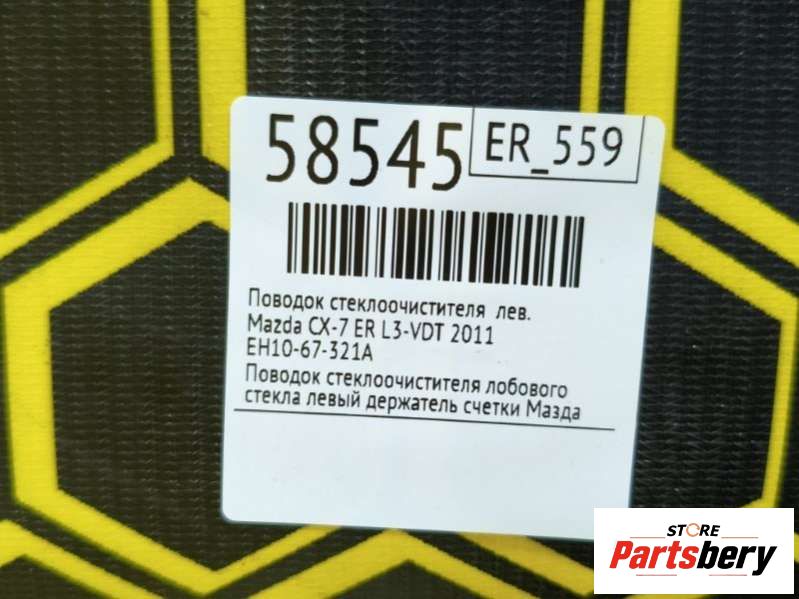 58545
ER_559
Поводок стеклоочистителя лев.
Mazda CX-7 ER L3-VDT 2011
EH10-67-321A
Поводок стеклоочистителя лобового
стекла левый держатель счетки Мазда
STORE
Partsbery